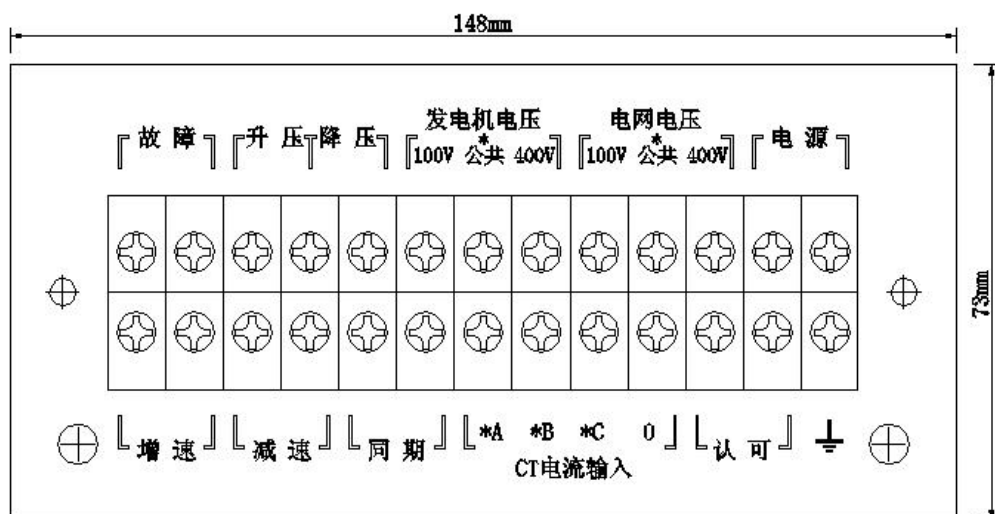 148mm
发电机电压 电网电压
故障 升压 降压 * * 电源
100V 公共 400V 100V 公共 400V
73mm
增速 减速 同期 *A *B *C 0 认可
CT电流输入